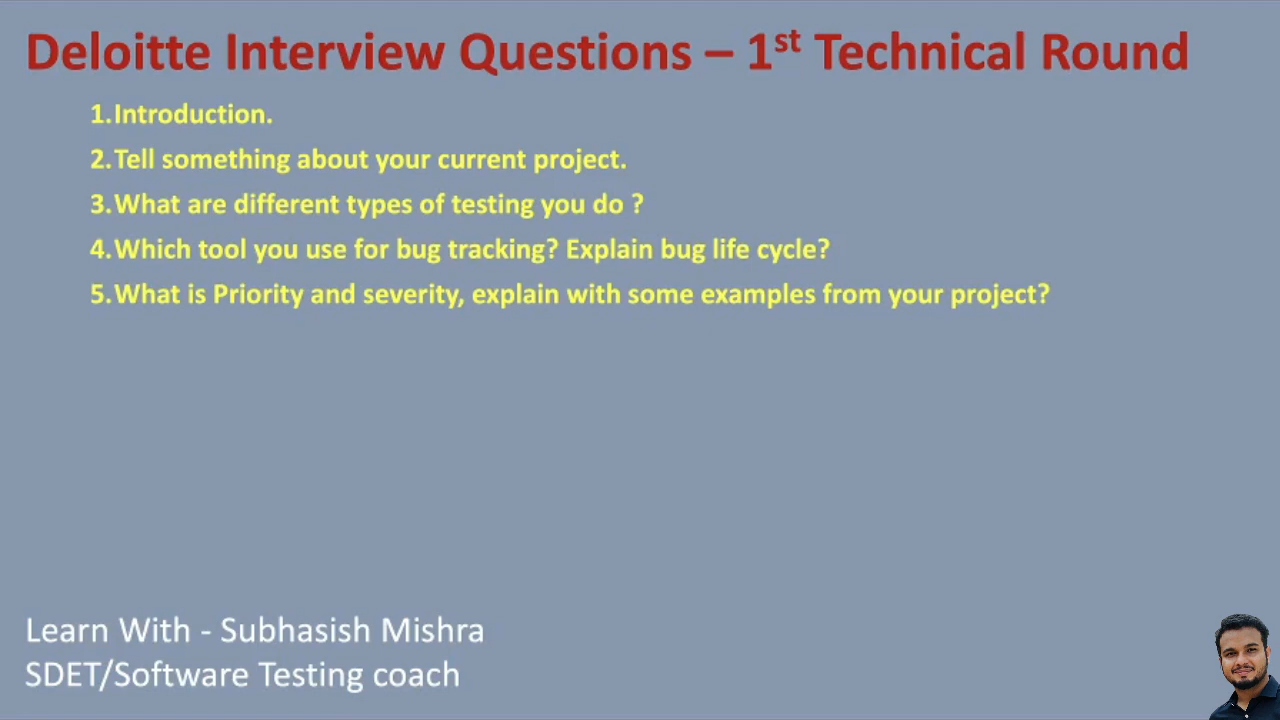 Deloitte Interview Questions – 1st Technical Round
1.Introduction.
2.Tell something about your current project.
3.What are different types of testing you do ?
4.Which tool you use for bug tracking? Explain bug life cycle?
5.What is Priority and severity, explain with some examples from your project?
Learn With - Subhasish Mishra
SDET/Software Testing coach